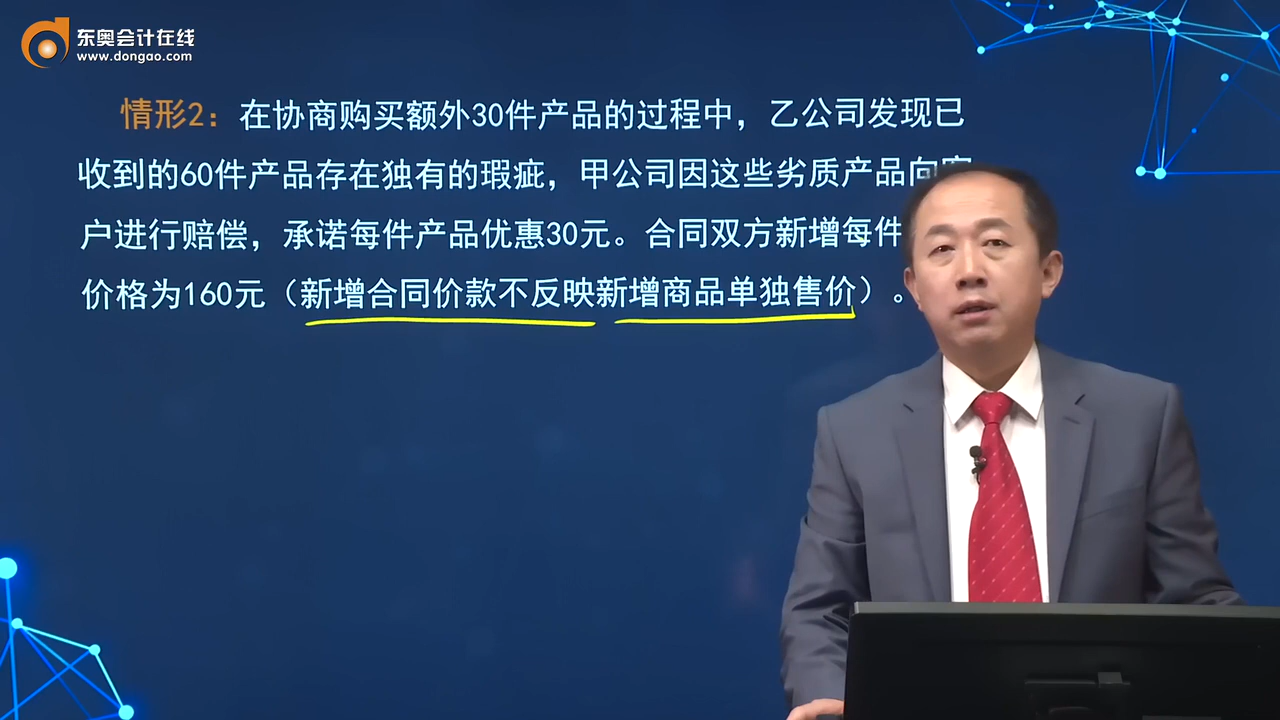 东奥会计在线
www.dongao.com
情形2：在协商购买额外30件产品的过程中，乙公司发现已
收到的60件产品存在独有的瑕疵，甲公司因这些劣质产品向
户进行赔偿，承诺每件产品优惠30元。合同双方新增每件
价格为160元（新增合同价款不反映新增商品单独售价）。